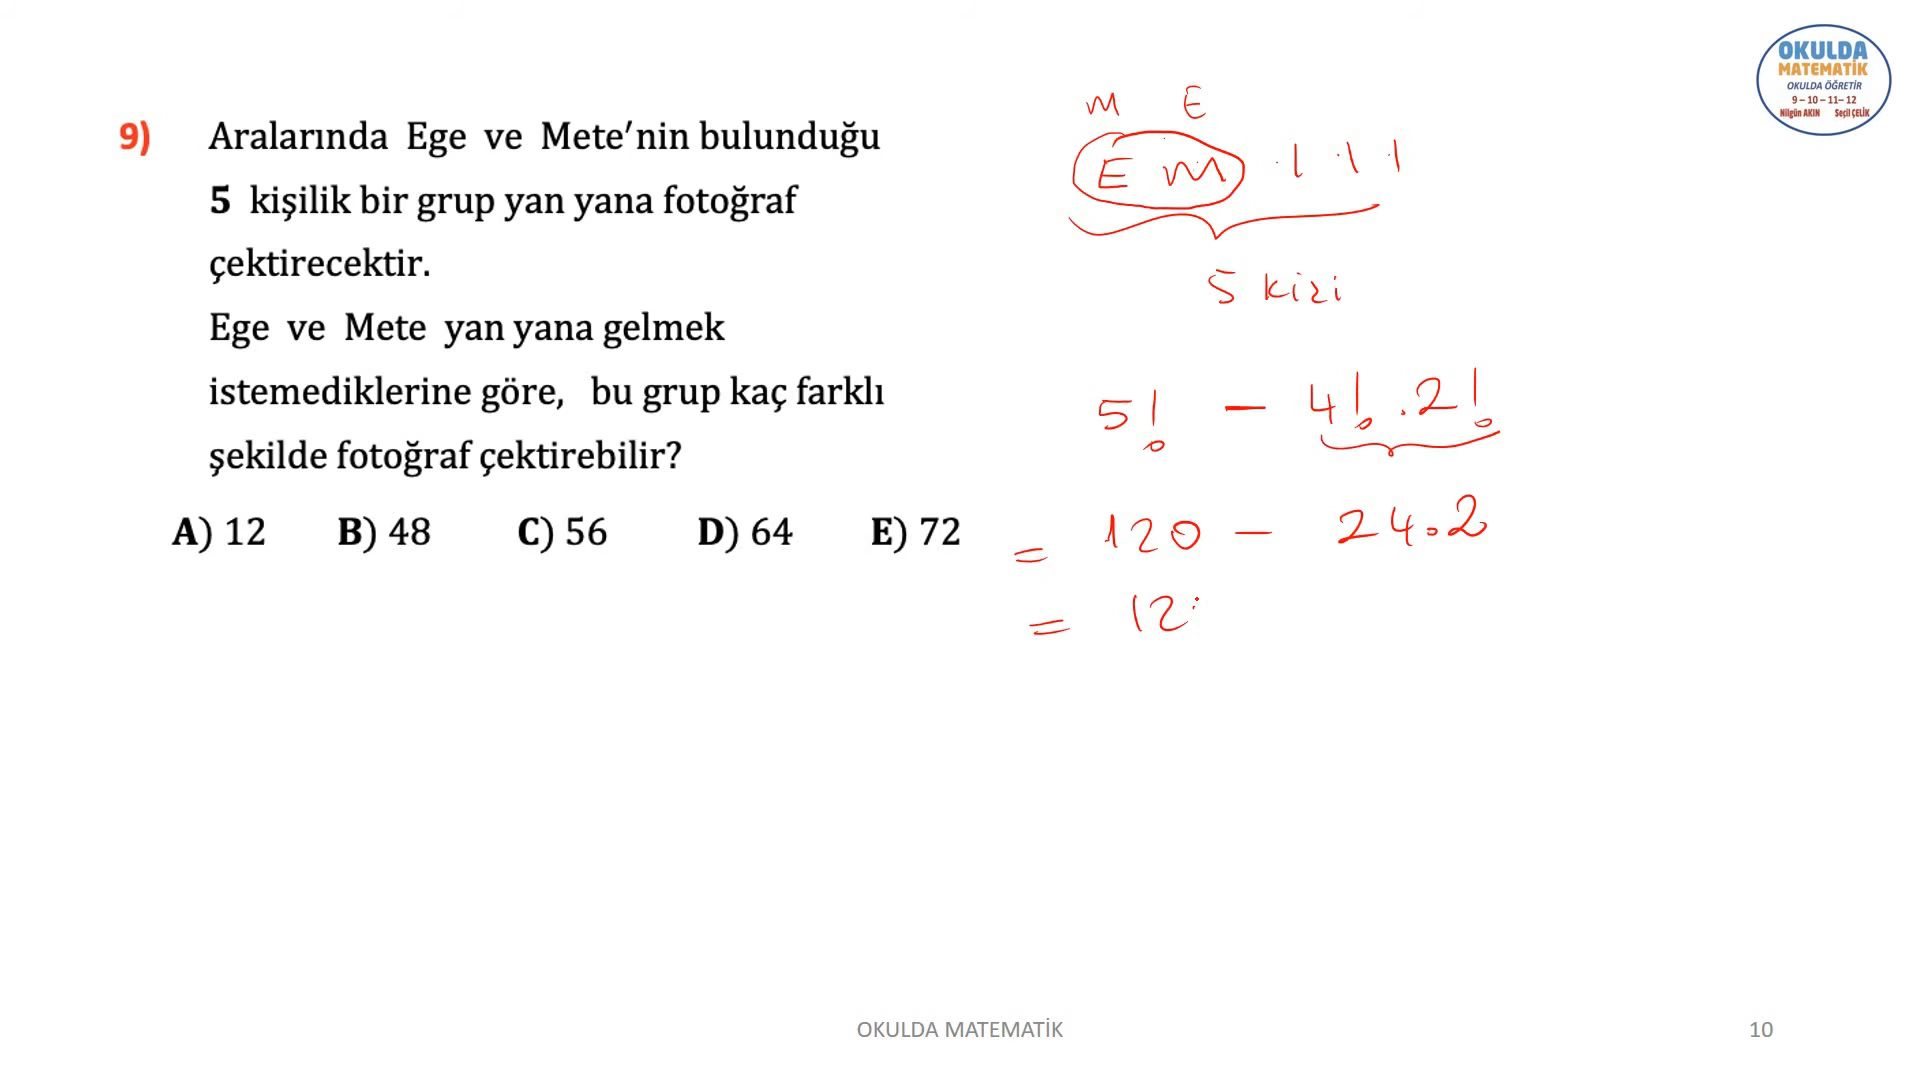 OKULDA
MATEMATİK
OKULDA ÖĞRETİR
9 – 10 – 11– 12
Nilgün AKIN Seçil ÇELİK
9) Aralarında Ege ve Mete'nin bulunduğu
5 kişilik bir grup yan yana fotoğraf
çektirecektir.
Ege ve Mete yan yana gelmek
istemediklerine göre, bu grup kaç farklı
şekilde fotoğraf çektirebilir?
A) 12 B) 48 C) 56 D) 64 E) 72
M E
E M | | |
5 kişi
5! – 4! . 2!
= 120 – 24.2
= 12
OKULDA MATEMATİK
10